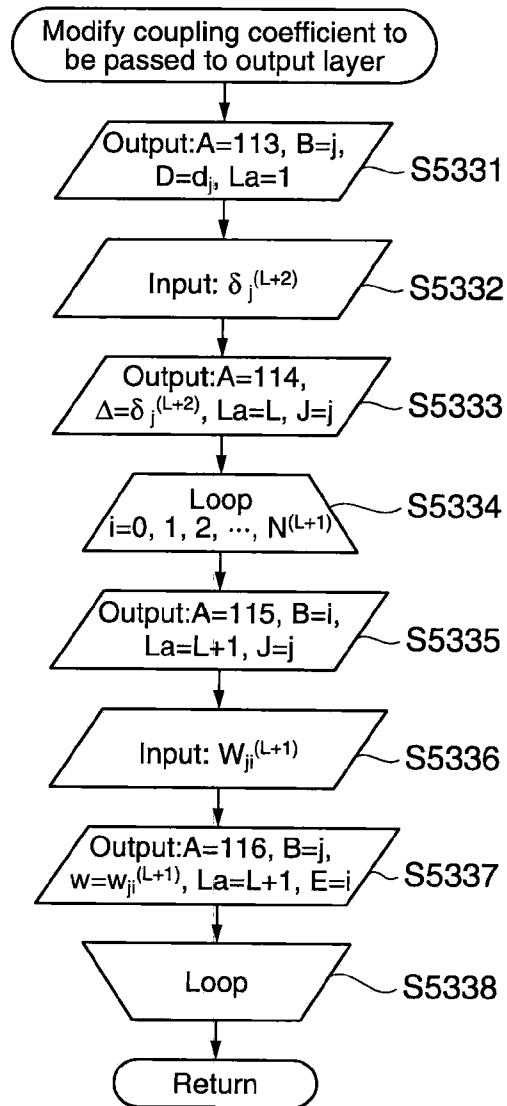 Modify coupling coefficient to
be passed to output layer
Output:A=113, B=j,
D=dⱼ, La=1
S5331
Input: δⱼ⁽ᴸ⁺²⁾
S5332
Output:A=114,
Δ=δⱼ⁽ᴸ⁺²⁾, La=L, J=j
S5333
Loop
i=0, 1, 2, ···, N⁽ᴸ⁺¹⁾
S5334
Output:A=115, B=i,
La=L+1, J=j
S5335
Input: Wⱼᵢ⁽ᴸ⁺¹⁾
S5336
Output:A=116, B=j,
w=wⱼᵢ⁽ᴸ⁺¹⁾, La=L+1, E=i
S5337
Loop
S5338
Return